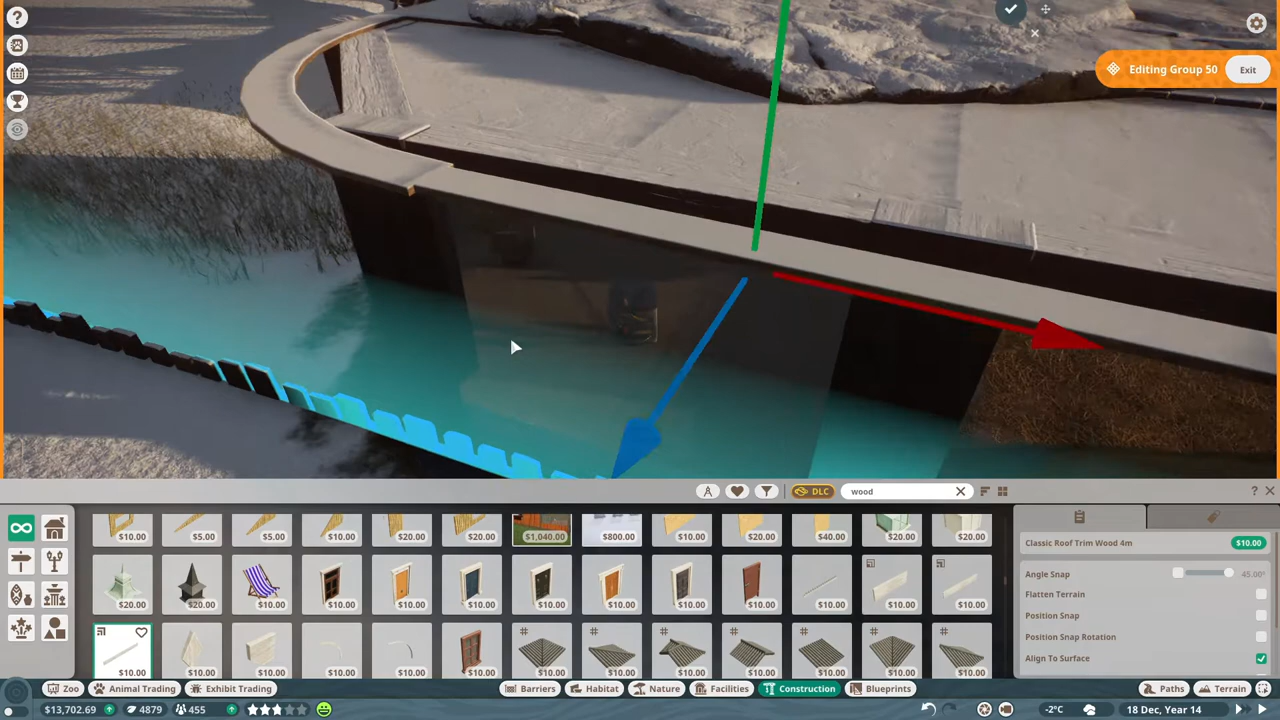 Editing Group 50
Exit
DLC
wood
$10.00 $5.00 $5.00 $10.00 $20.00 $20.00 $1,040.00 $800.00 $10.00 $20.00 $40.00 $20.00 $20.00
$20.00 $20.00 $10.00 $10.00 $10.00 $10.00 $10.00 $10.00 $10.00 $10.00 $10.00 $10.00 $10.00
$10.00 $10.00 $10.00 $10.00 $10.00 $10.00 $10.00 $10.00 $10.00 $10.00 $10.00 $10.00 $10.00
Classic Roof Trim Wood 4m $10.00
Angle Snap 45.00°
Flatten Terrain
Position Snap
Position Snap Rotation
Align To Surface
Zoo Animal Trading Exhibit Trading Barriers Habitat Nature Facilities Construction Blueprints Paths Terrain
$13,702.69 4879 455 -2°C 18 Dec, Year 14